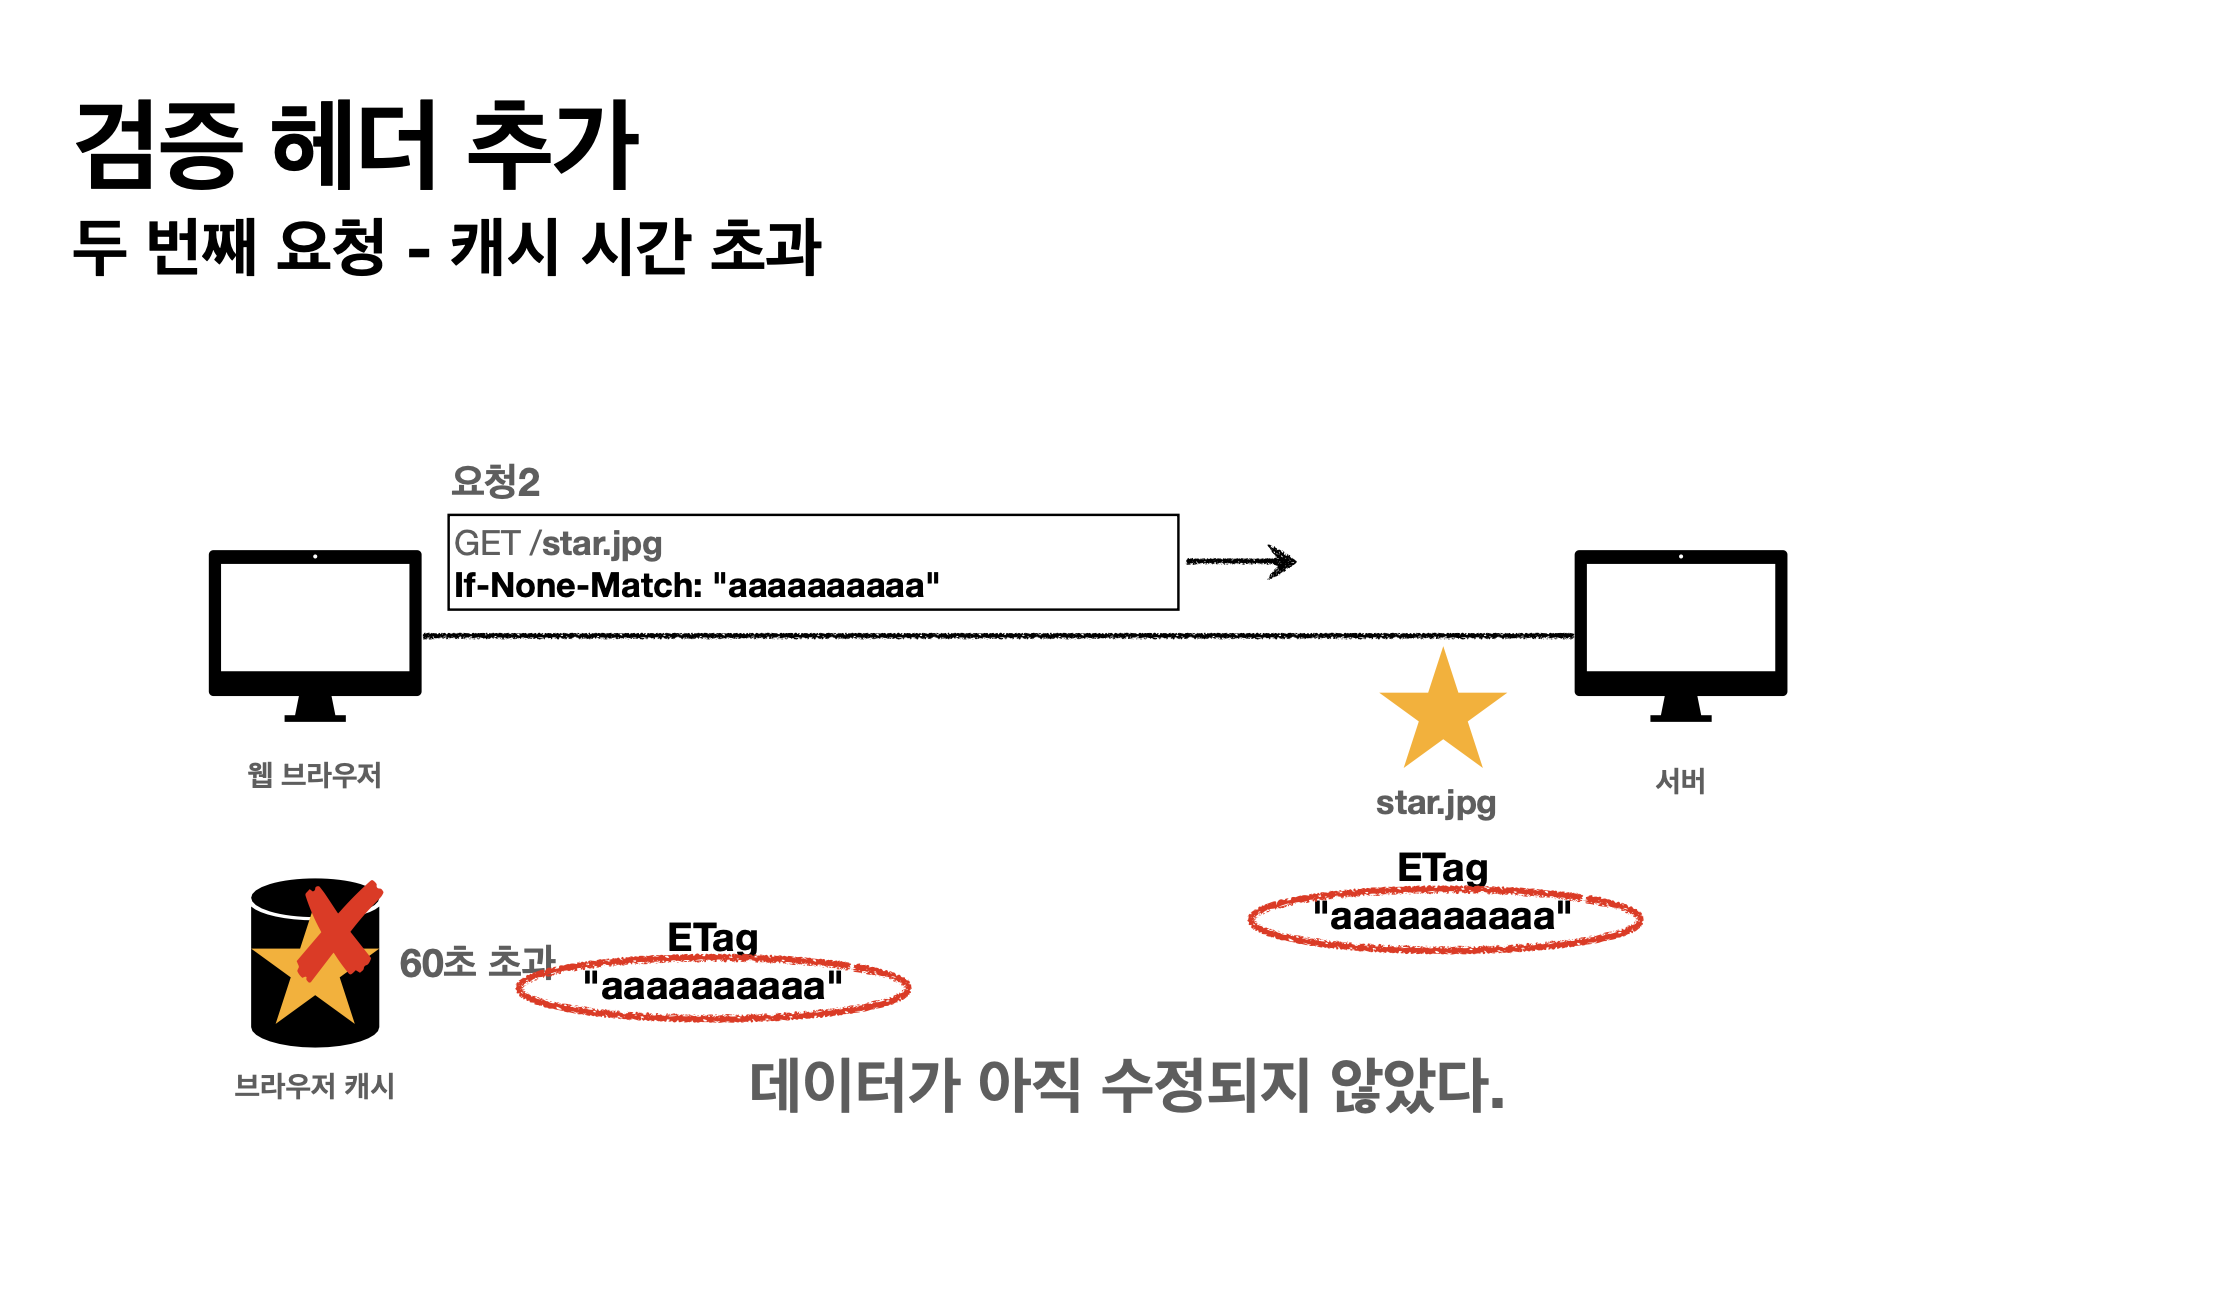 검증 헤더 추가
두 번째 요청 - 캐시 시간 초과
요청2
GET /star.jpg
If-None-Match: "aaaaaaaaaa"
웹 브라우저
star.jpg
서버
ETag
"aaaaaaaaaa"
60초 초과
ETag
"aaaaaaaaaa"
브라우저 캐시
데이터가 아직 수정되지 않았다.